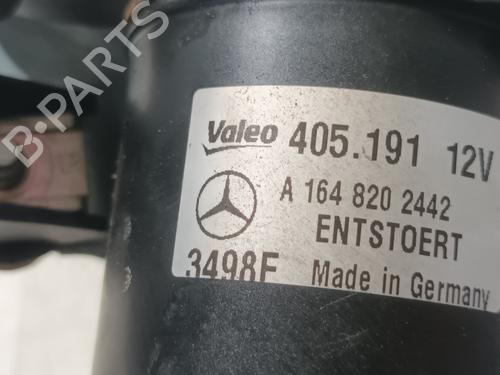 B-PARTS
Valeo 405.191 12V
A 164 820 2442
ENTSTOERT
3498F Made in Germany